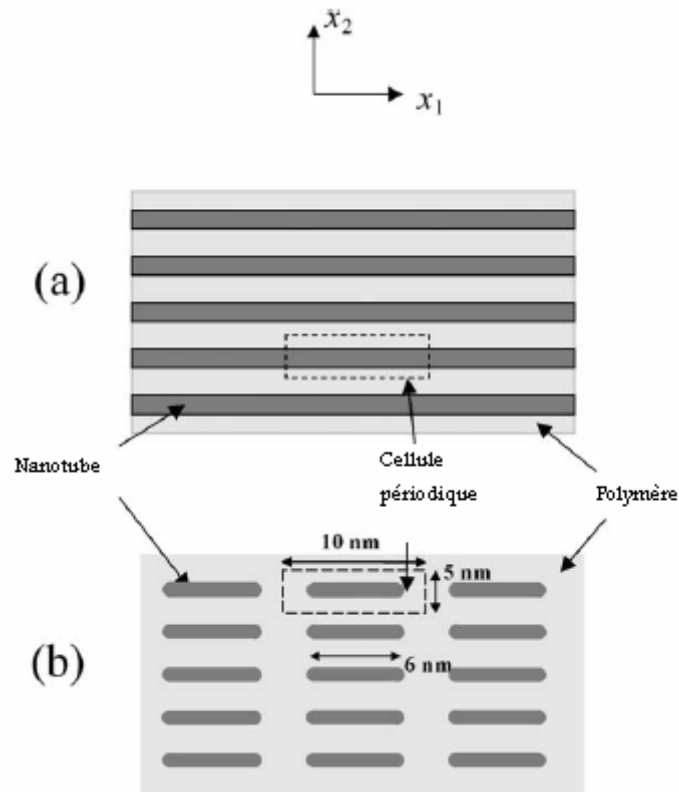 x2
x1
(a)
Nanotube
Cellule
périodique
Polymère
10 nm
5 nm
(b)
6 nm